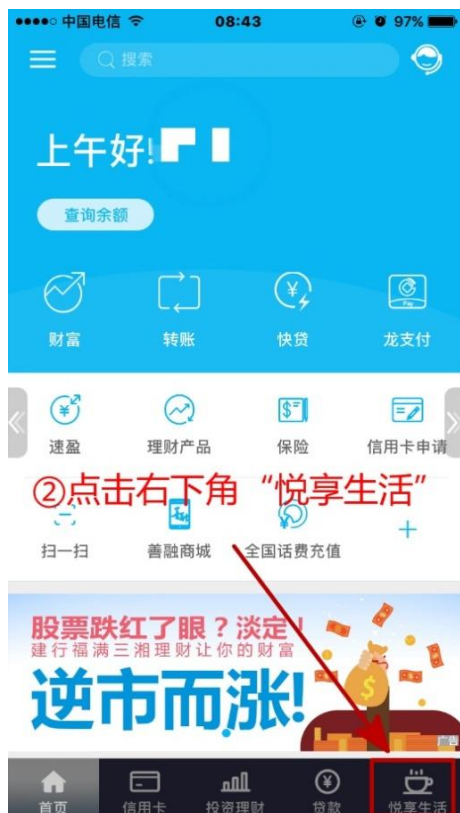 中国电信 08:43 97%
搜索
上午好!
查询余额
财富 转账 快贷 龙支付
Pay
速盈 理财产品 保险 信用卡申请
②点击右下角“悦享生活”
扫一扫 善融商城 全国话费充值
股票跌红了眼？淡定！
建行福满三湘理财让你的财富
逆市而涨!
广告
首页 信用卡 投资理财 贷款 悦享生活